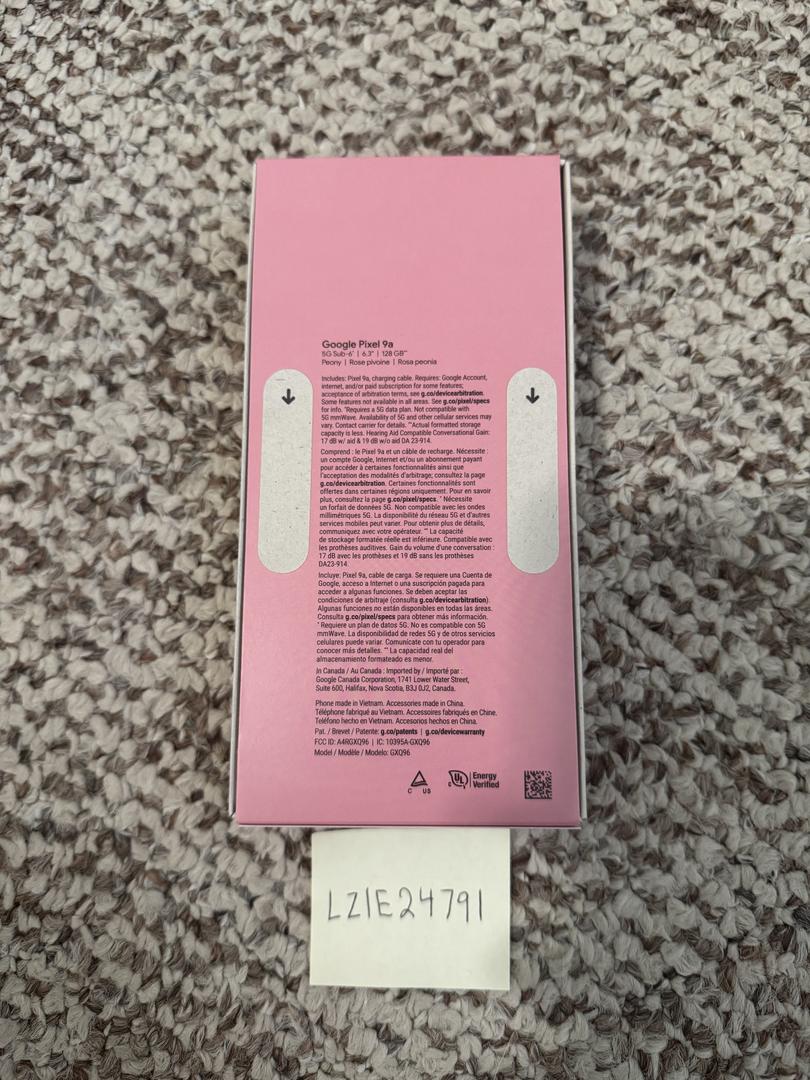 Google Pixel 9a
5G Sub-6* | 6.3" | 128 GB**
Peony | Rose pivoine | Rosa peonia
Includes: Pixel 9a, charging cable. Requires: Google Account,
internet, and/or paid subscription for some features;
acceptance of arbitration terms, see g.co/devicearbitration.
Some features not available in all areas. See g.co/pixel/specs
for info. *Requires a 5G data plan. Not compatible with
5G mmWave. Availability of 5G and other cellular services may
vary. Contact carrier for details. **Actual formatted storage
capacity is less. Hearing Aid Compatible Conversational Gain:
17 dB w/ aid & 19 dB w/o aid DA 23-914.
Comprend : le Pixel 9a et un câble de recharge. Nécessite :
un compte Google, Internet et/ou un abonnement payant
pour accéder à certaines fonctionnalités ainsi que
l'acceptation des modalités d'arbitrage; consultez la page
g.co/devicearbitration. Certaines fonctionnalités sont
offertes dans certaines régions uniquement. Pour en savoir
plus, consultez la page g.co/pixel/specs. * Nécessite
un forfait de données 5G. Non compatible avec les ondes
millimétriques 5G. La disponibilité du réseau 5G et d'autres
services mobiles peut varier. Pour obtenir plus de détails,
communiquez avec votre opérateur. ** La capacité
de stockage formatée réelle est inférieure. Compatible avec
les prothèses auditives. Gain du volume d'une conversation :
17 dB avec les prothèses et 19 dB sans les prothèses
DA23-914.
Incluye: Pixel 9a, cable de carga. Se requiere una Cuenta de
Google, acceso a Internet o una suscripción pagada para
acceder a algunas funciones. Se deben aceptar las
condiciones de arbitraje (consulta g.co/devicearbitration).
Algunas funciones no están disponibles en todas las áreas.
Consulta g.co/pixel/specs para obtener más información.
* Requiere un plan de datos 5G. No es compatible con 5G
mmWave. La disponibilidad de redes 5G y de otros servicios
celulares puede variar. Comunícate con tu operador para
conocer más detalles. ** La capacidad real del
almacenamiento formateado es menor.
In Canada / Au Canada : Imported by / Importé par :
Google Canada Corporation, 1741 Lower Water Street,
Suite 600, Halifax, Nova Scotia, B3J 0J2, Canada.
Phone made in Vietnam. Accessories made in China.
Téléphone fabriqué au Vietnam. Accessoires fabriqués en Chine.
Teléfono hecho en Vietnam. Accesorios hechos en China.
Pat. / Brevet / Patente: g.co/patents | g.co/devicewarranty
FCC ID: A4RGXQ96 | IC: 10395A-GXQ96
Model / Modèle / Modelo: GXQ96
C US
C UL Energy
Verified
LZIE24791